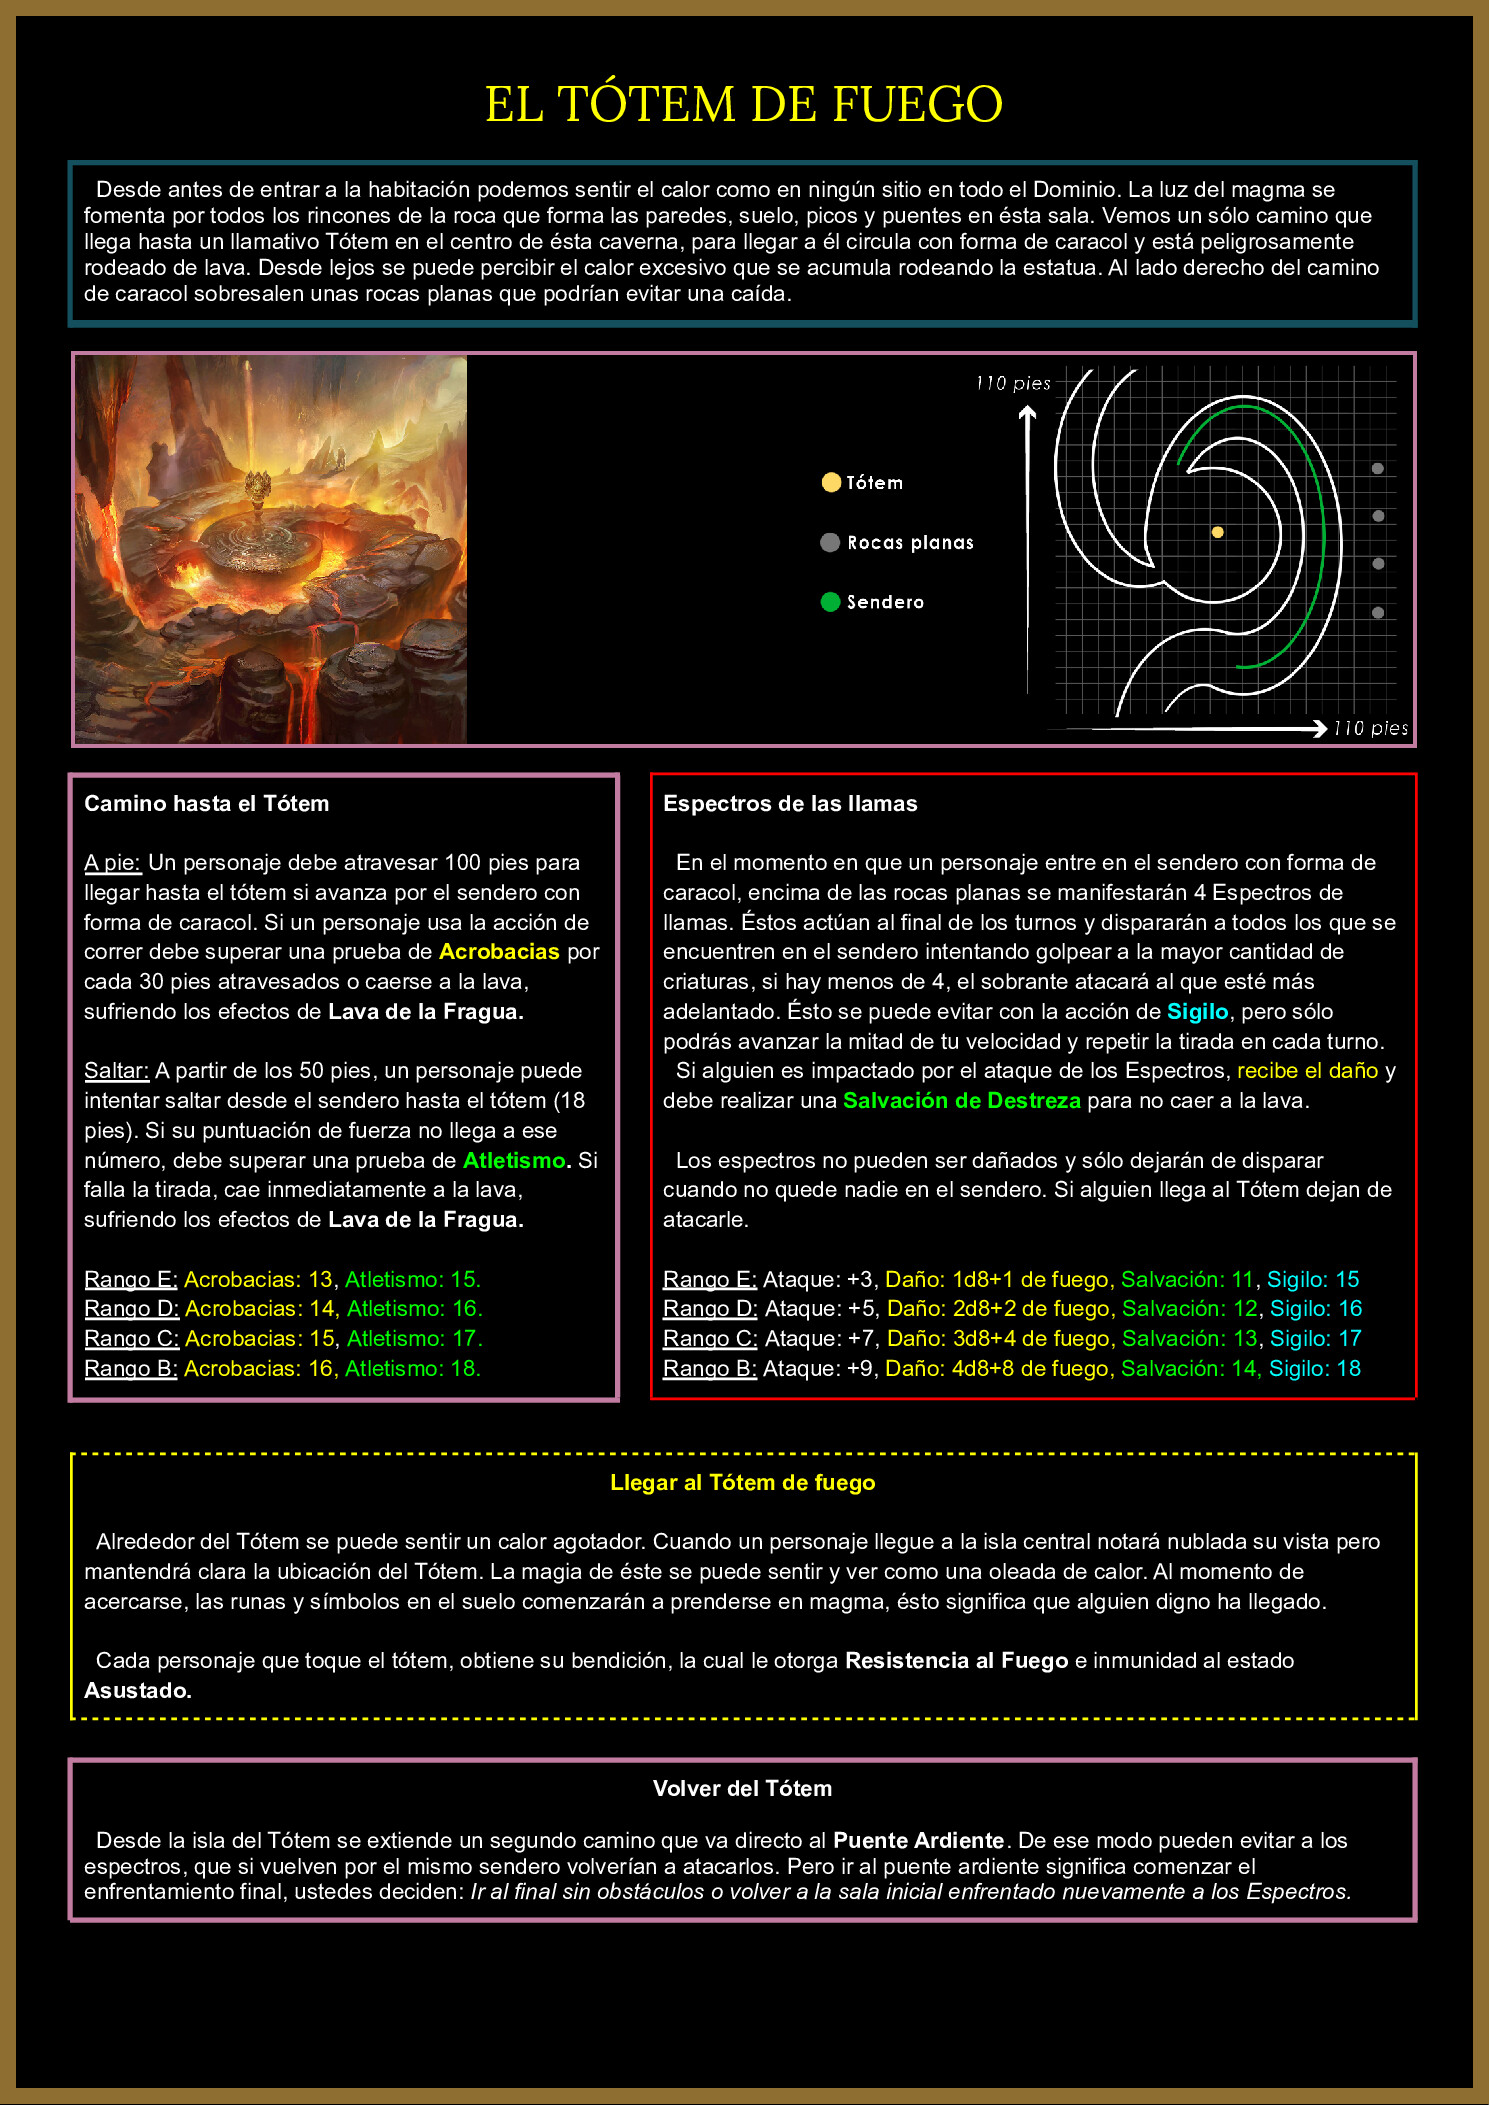 EL TÓTEM DE FUEGO
Desde antes de entrar a la habitación podemos sentir el calor como en ningún sitio en todo el Dominio. La luz del magma se
fomenta por todos los rincones de la roca que forma las paredes, suelo, picos y puentes en ésta sala. Vemos un sólo camino que
llega hasta un llamativo Tótem en el centro de ésta caverna, para llegar a él circula con forma de caracol y está peligrosamente
rodeado de lava. Desde lejos se puede percibir el calor excesivo que se acumula rodeando la estatua. Al lado derecho del camino
de caracol sobresalen unas rocas planas que podrían evitar una caída.
110 pies
Tótem
Rocas planas
Sendero
110 pies
Camino hasta el Tótem
A pie: Un personaje debe atravesar 100 pies para
llegar hasta el tótem si avanza por el sendero con
forma de caracol. Si un personaje usa la acción de
correr debe superar una prueba de Acrobacias por
cada 30 pies atravesados o caerse a la lava,
sufriendo los efectos de Lava de la Fragua.
Saltar: A partir de los 50 pies, un personaje puede
intentar saltar desde el sendero hasta el tótem (18
pies). Si su puntuación de fuerza no llega a ese
número, debe superar una prueba de Atletismo. Si
falla la tirada, cae inmediatamente a la lava,
sufriendo los efectos de Lava de la Fragua.
Rango E: Acrobacias: 13, Atletismo: 15.
Rango D: Acrobacias: 14, Atletismo: 16.
Rango C: Acrobacias: 15, Atletismo: 17.
Rango B: Acrobacias: 16, Atletismo: 18.
Espectros de las llamas
En el momento en que un personaje entre en el sendero con forma de
caracol, encima de las rocas planas se manifestarán 4 Espectros de
llamas. Éstos actúan al final de los turnos y dispararán a todos los que se
encuentren en el sendero intentando golpear a la mayor cantidad de
criaturas, si hay menos de 4, el sobrante atacará al que esté más
adelantado. Ésto se puede evitar con la acción de Sigilo, pero sólo
podrás avanzar la mitad de tu velocidad y repetir la tirada en cada turno.
Si alguien es impactado por el ataque de los Espectros, recibe el daño y
debe realizar una Salvación de Destreza para no caer a la lava.
Los espectros no pueden ser dañados y sólo dejarán de disparar
cuando no quede nadie en el sendero. Si alguien llega al Tótem dejan de
atacarle.
Rango E: Ataque: +3, Daño: 1d8+1 de fuego, Salvación: 11, Sigilo: 15
Rango D: Ataque: +5, Daño: 2d8+2 de fuego, Salvación: 12, Sigilo: 16
Rango C: Ataque: +7, Daño: 3d8+4 de fuego, Salvación: 13, Sigilo: 17
Rango B: Ataque: +9, Daño: 4d8+8 de fuego, Salvación: 14, Sigilo: 18
Llegar al Tótem de fuego
Alrededor del Tótem se puede sentir un calor agotador. Cuando un personaje llegue a la isla central notará nublada su vista pero
mantendrá clara la ubicación del Tótem. La magia de éste se puede sentir y ver como una oleada de calor. Al momento de
acercarse, las runas y símbolos en el suelo comenzarán a prenderse en magma, ésto significa que alguien digno ha llegado.
Cada personaje que toque el tótem, obtiene su bendición, la cual le otorga Resistencia al Fuego e inmunidad al estado
Asustado.
Volver del Tótem
Desde la isla del Tótem se extiende un segundo camino que va directo al Puente Ardiente. De ese modo pueden evitar a los
espectros, que si vuelven por el mismo sendero volverían a atacarlos. Pero ir al puente ardiente significa comenzar el
enfrentamiento final, ustedes deciden: Ir al final sin obstáculos o volver a la sala inicial enfrentado nuevamente a los Espectros.